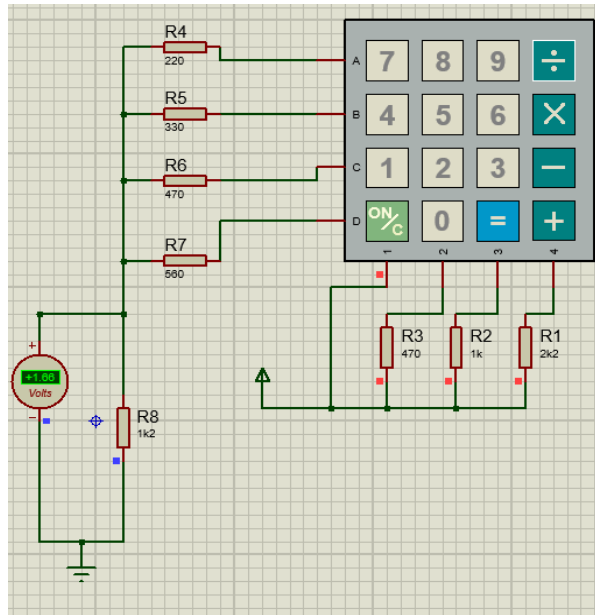 R4
220
A
7 8 9 ÷
R5
330
B
4 5 6 ×
R6
470
C
1 2 3 −
R7
560
D
ON/C 0 = +
1 2 3 4
R3
470
R2
1k
R1
2k2
+
+1.66
Volts
−
R8
1k2